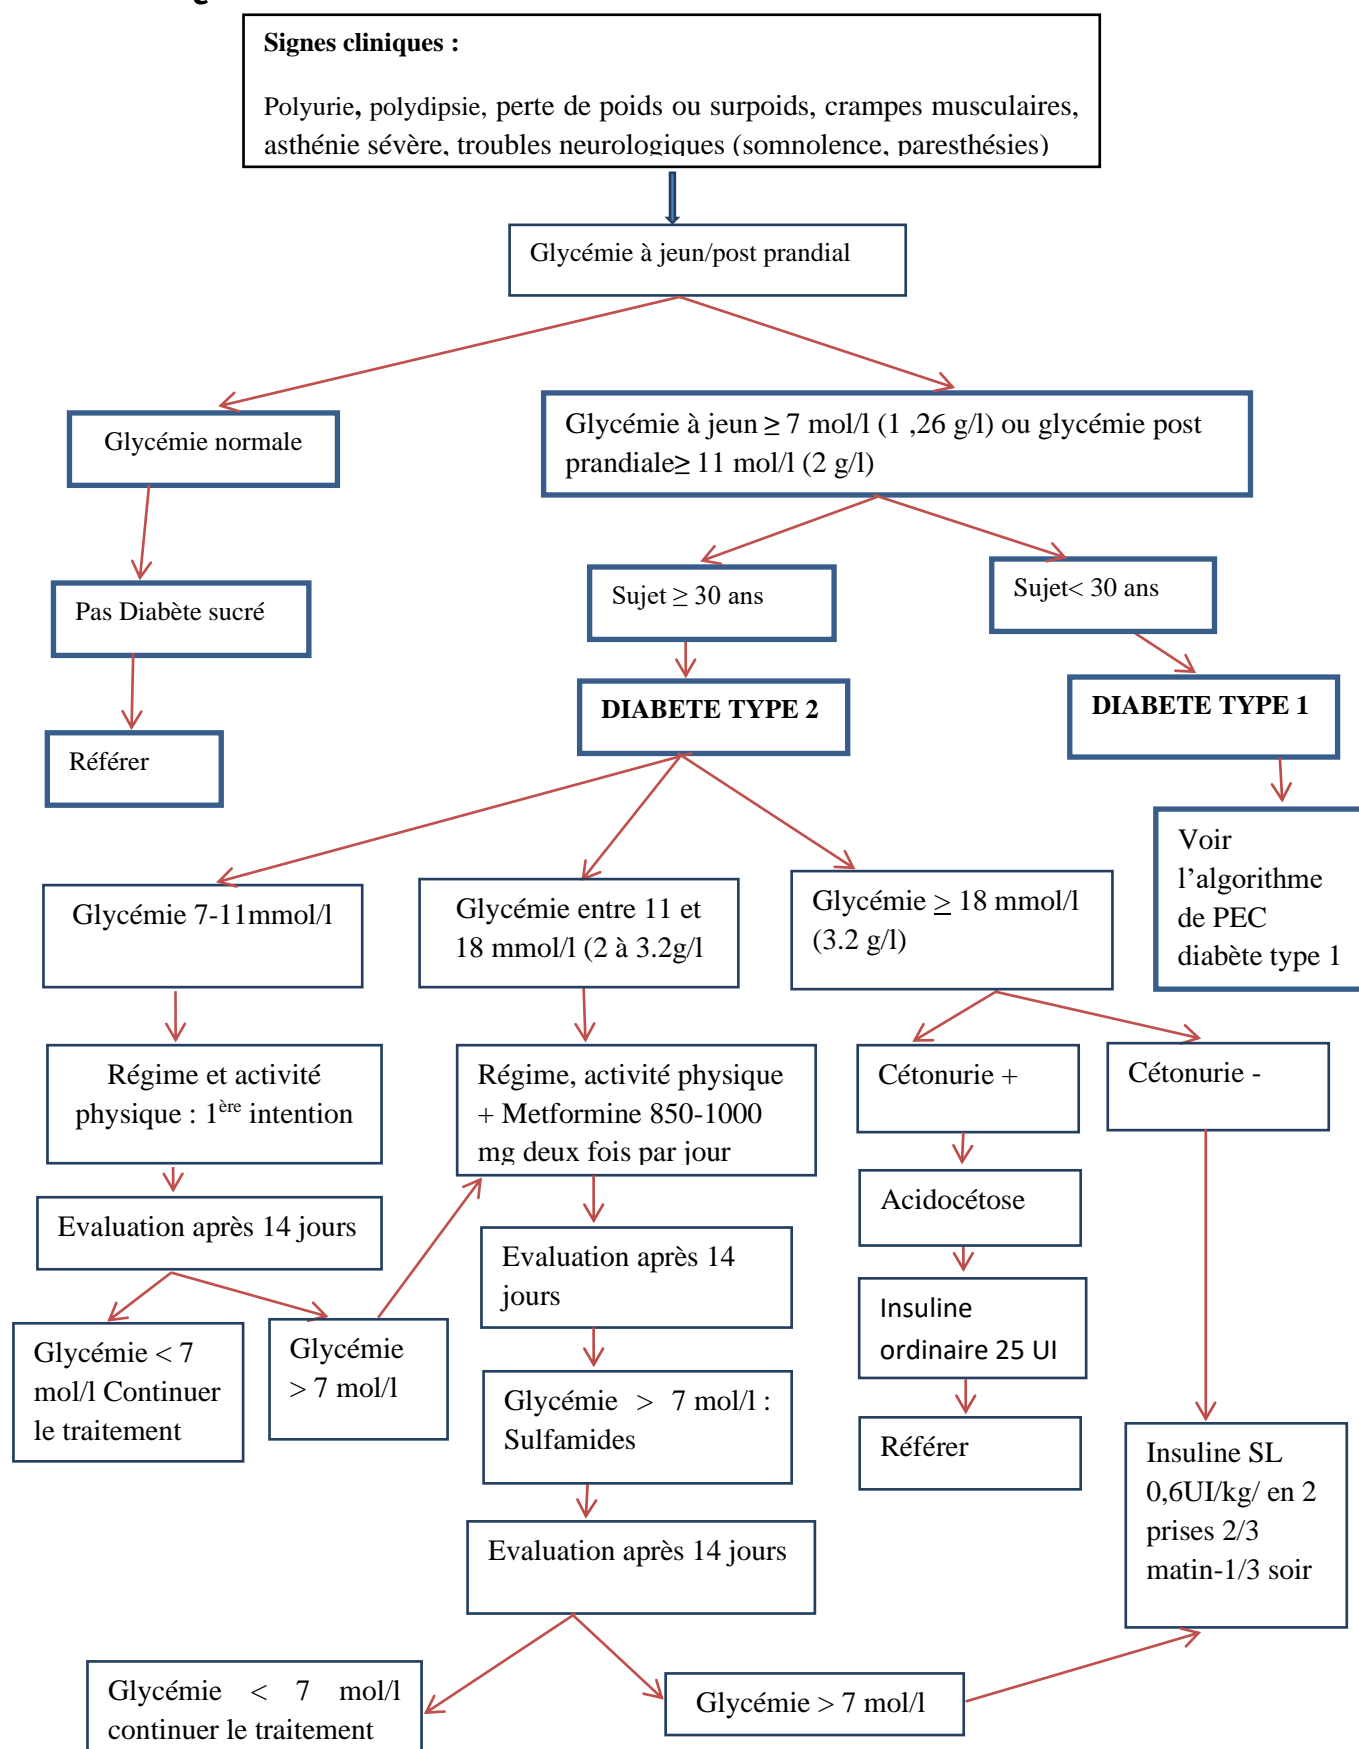 Signes cliniques :
Polyurie, polydipsie, perte de poids ou surpoids, crampes musculaires,
asthénie sévère, troubles neurologiques (somnolence, paresthésies)
Glycémie à jeun/post prandial
Glycémie normale
Glycémie à jeun ≥ 7 mol/l (1 ,26 g/l) ou glycémie post
prandiale≥ 11 mol/l (2 g/l)
Pas Diabète sucré
Sujet ≥ 30 ans
Sujet< 30 ans
Référer
DIABETE TYPE 2
DIABETE TYPE 1
Voir
l’algorithme
de PEC
diabète type 1
Glycémie 7-11mmol/l
Glycémie entre 11 et
18 mmol/l (2 à 3.2g/l
Glycémie ≥ 18 mmol/l
(3.2 g/l)
Régime et activité
physique : 1ère intention
Régime, activité physique
+ Metformine 850-1000
mg deux fois par jour
Cétonurie +
Cétonurie -
Evaluation après 14 jours
Acidocétose
Evaluation après 14
jours
Insuline
ordinaire 25 UI
Glycémie < 7
mol/l Continuer
le traitement
Glycémie
> 7 mol/l
Glycémie > 7 mol/l :
Sulfamides
Référer
Insuline SL
0,6UI/kg/ en 2
prises 2/3
matin-1/3 soir
Evaluation après 14 jours
Glycémie < 7 mol/l
continuer le traitement
Glycémie > 7 mol/l